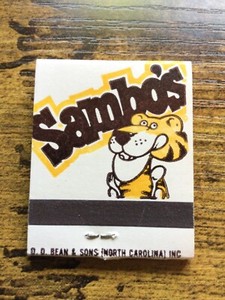 Sambo's
D. D. BEAN & SONS (NORTH CAROLINA) INC